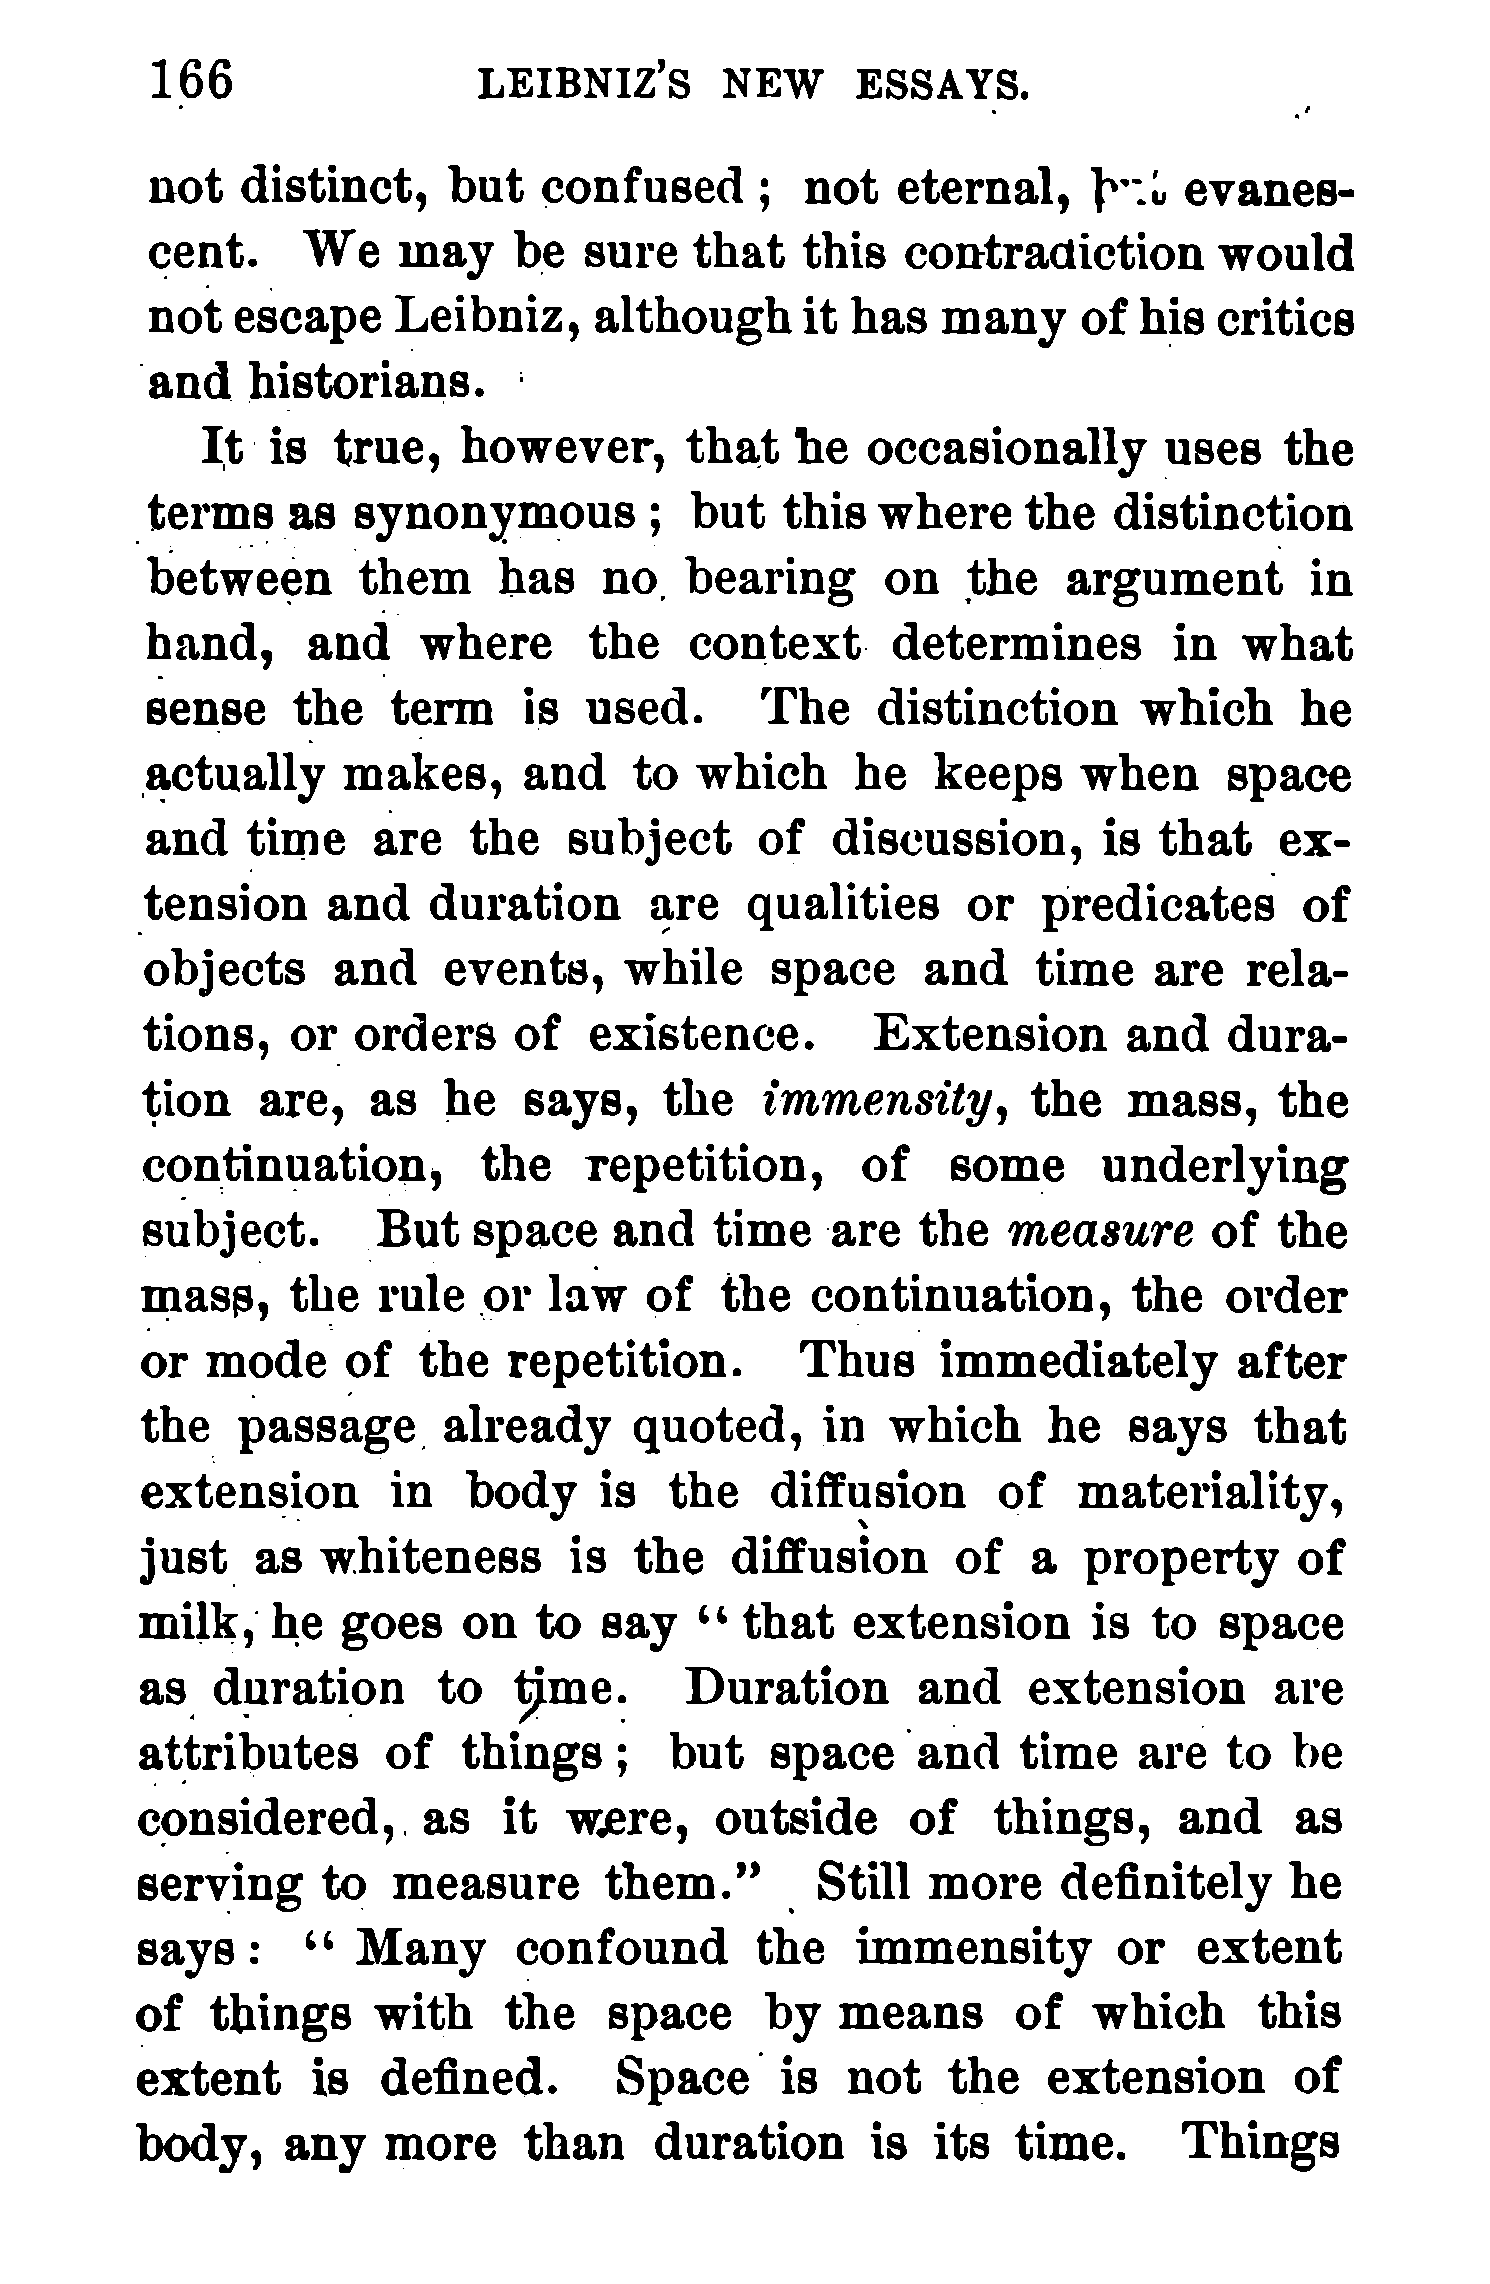 166 LEIBNIZ'S NEW ESSAYS.
not distinct, but confused ; not eternal, evanes-
cent. We may be sure that this contradiction would
not escape Leibniz, although it has many of his critics
and historians.
It is true, however, that he occasionally uses the
terms as synonymous ; but this where the distinction
between them has no bearing on the argument in
hand, and where the context determines in what
sense the term is used. The distinction which he
actually makes, and to which he keeps when space
and time are the subject of discussion, is that ex-
tension and duration are qualities or predicates of
objects and events, while space and time are rela-
tions, or orders of existence. Extension and dura-
tion are, as he says, the immensity, the mass, the
continuation, the repetition, of some underlying
subject. But space and time are the measure of the
mass, the rule or law of the continuation, the order
or mode of the repetition. Thus immediately after
the passage already quoted, in which he says that
extension in body is the diffusion of materiality,
just as whiteness is the diffusion of a property of
milk, he goes on to say “ that extension is to space
as duration to time. Duration and extension are
attributes of things ; but space and time are to be
considered, as it were, outside of things, and as
serving to measure them.” Still more definitely he
says : “ Many confound the immensity or extent
of things with the space by means of which this
extent is defined. Space is not the extension of
body, any more than duration is its time. Things